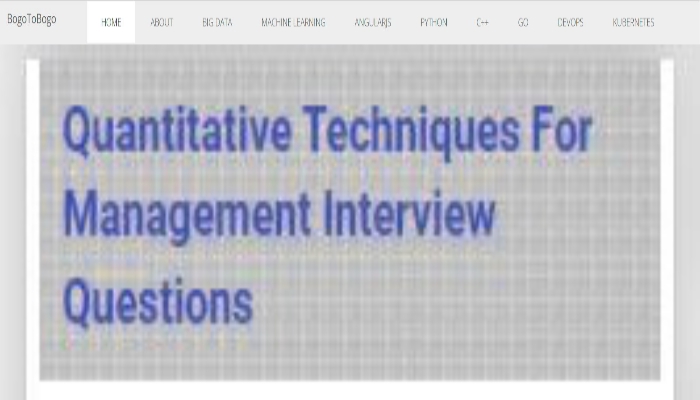 BogoToBogo HOME ABOUT BIG DATA MACHINE LEARNING ANGULARJS PYTHON C++ GO DEVOPS KUBERNETES
Quantitative Techniques For
Management Interview
Questions